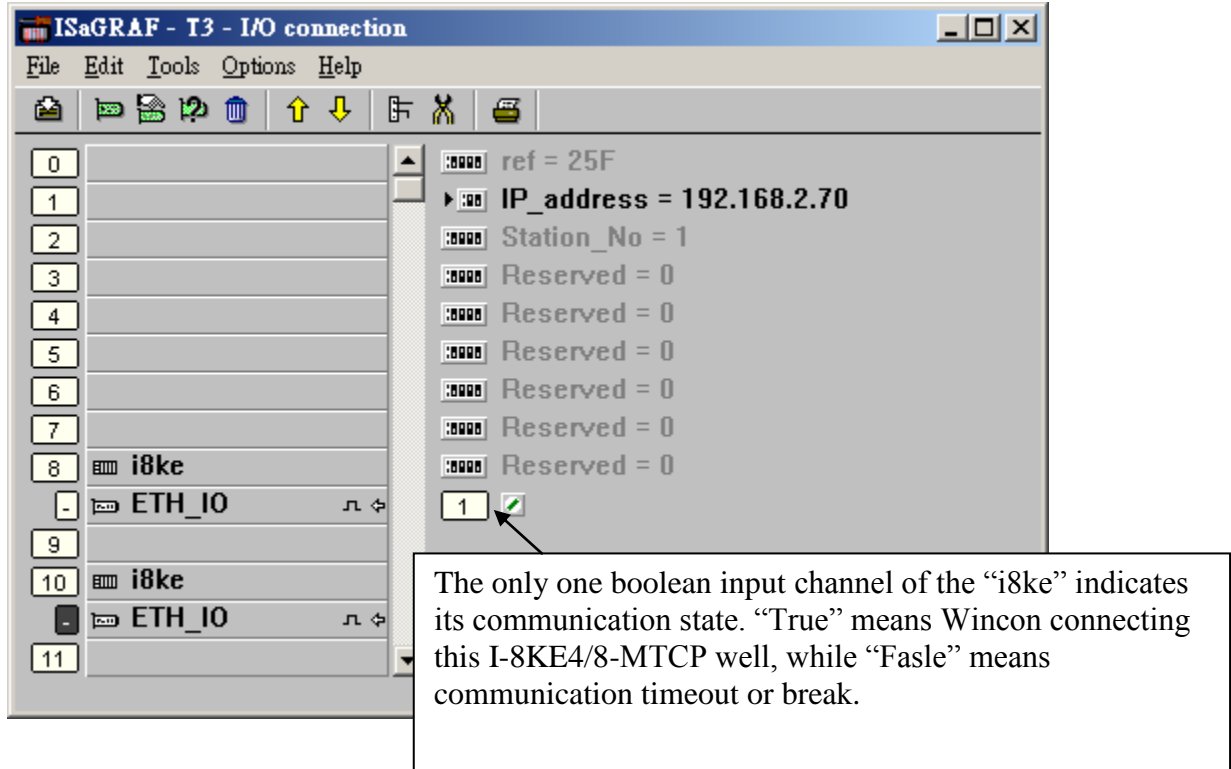 ISaGRAF - T3 - I/O connection
File Edit Tools Options Help
0
1
2
3
4
5
6
7
8 i8ke
- ETH_IO
9
10 i8ke
- ETH_IO
11
ref = 25F
IP_address = 192.168.2.70
Station_No = 1
Reserved = 0
Reserved = 0
Reserved = 0
Reserved = 0
Reserved = 0
Reserved = 0
1
The only one boolean input channel of the “i8ke” indicates
its communication state. “True” means Wincon connecting
this I-8KE4/8-MTCP well, while “Fasle” means
communication timeout or break.